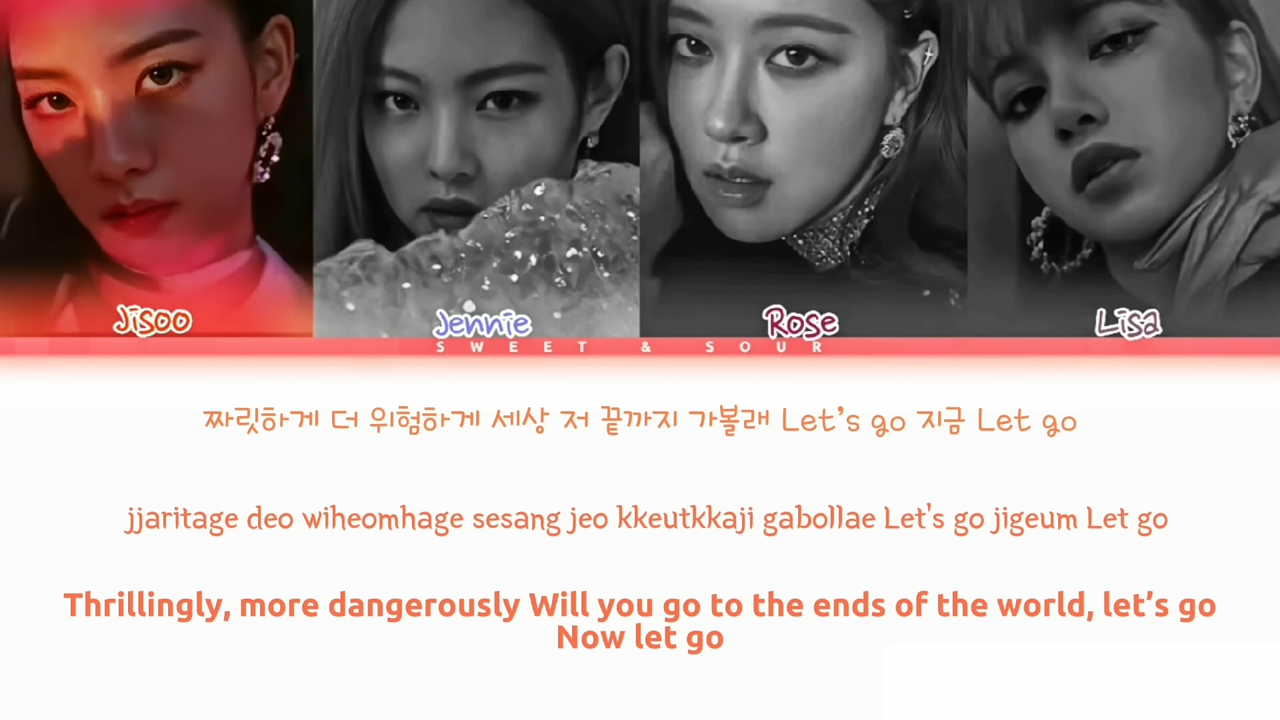 Jisoo
Jennie
Rose
Lisa
SWEET & SOUR
짜릿하게 더 위험하게 세상 저 끝까지 가볼래 Let's go 지금 Let go
jjaritage deo wiheomhage sesang jeo kkeutkkaji gabollae Let's go jigeum Let go
Thrillingly, more dangerously Will you go to the ends of the world, let’s go
Now let go